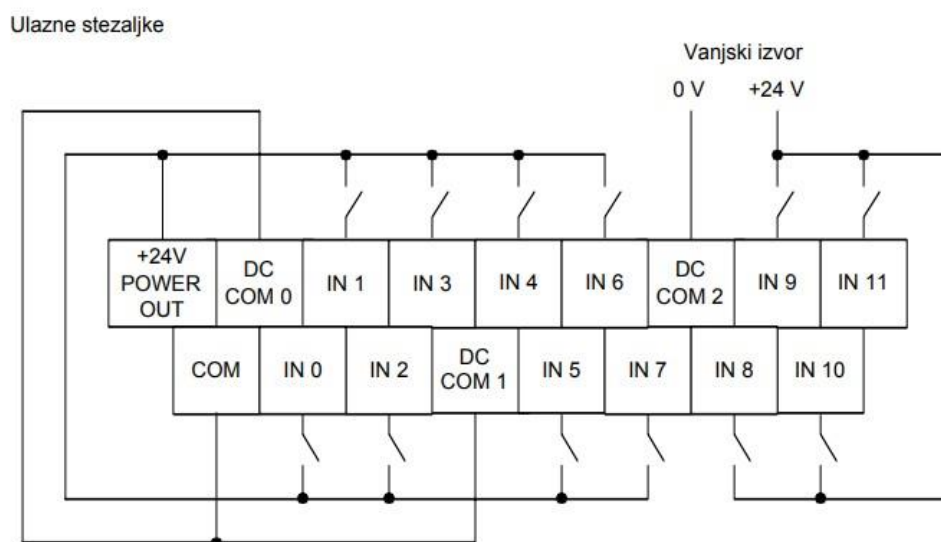 Ulazne stezaljke
Vanjski izvor
0 V +24 V
+24V
POWER
OUT
DC
COM 0
IN 1
IN 3
IN 4
IN 6
DC
COM 2
IN 9
IN 11
COM
IN 0
IN 2
DC
COM 1
IN 5
IN 7
IN 8
IN 10